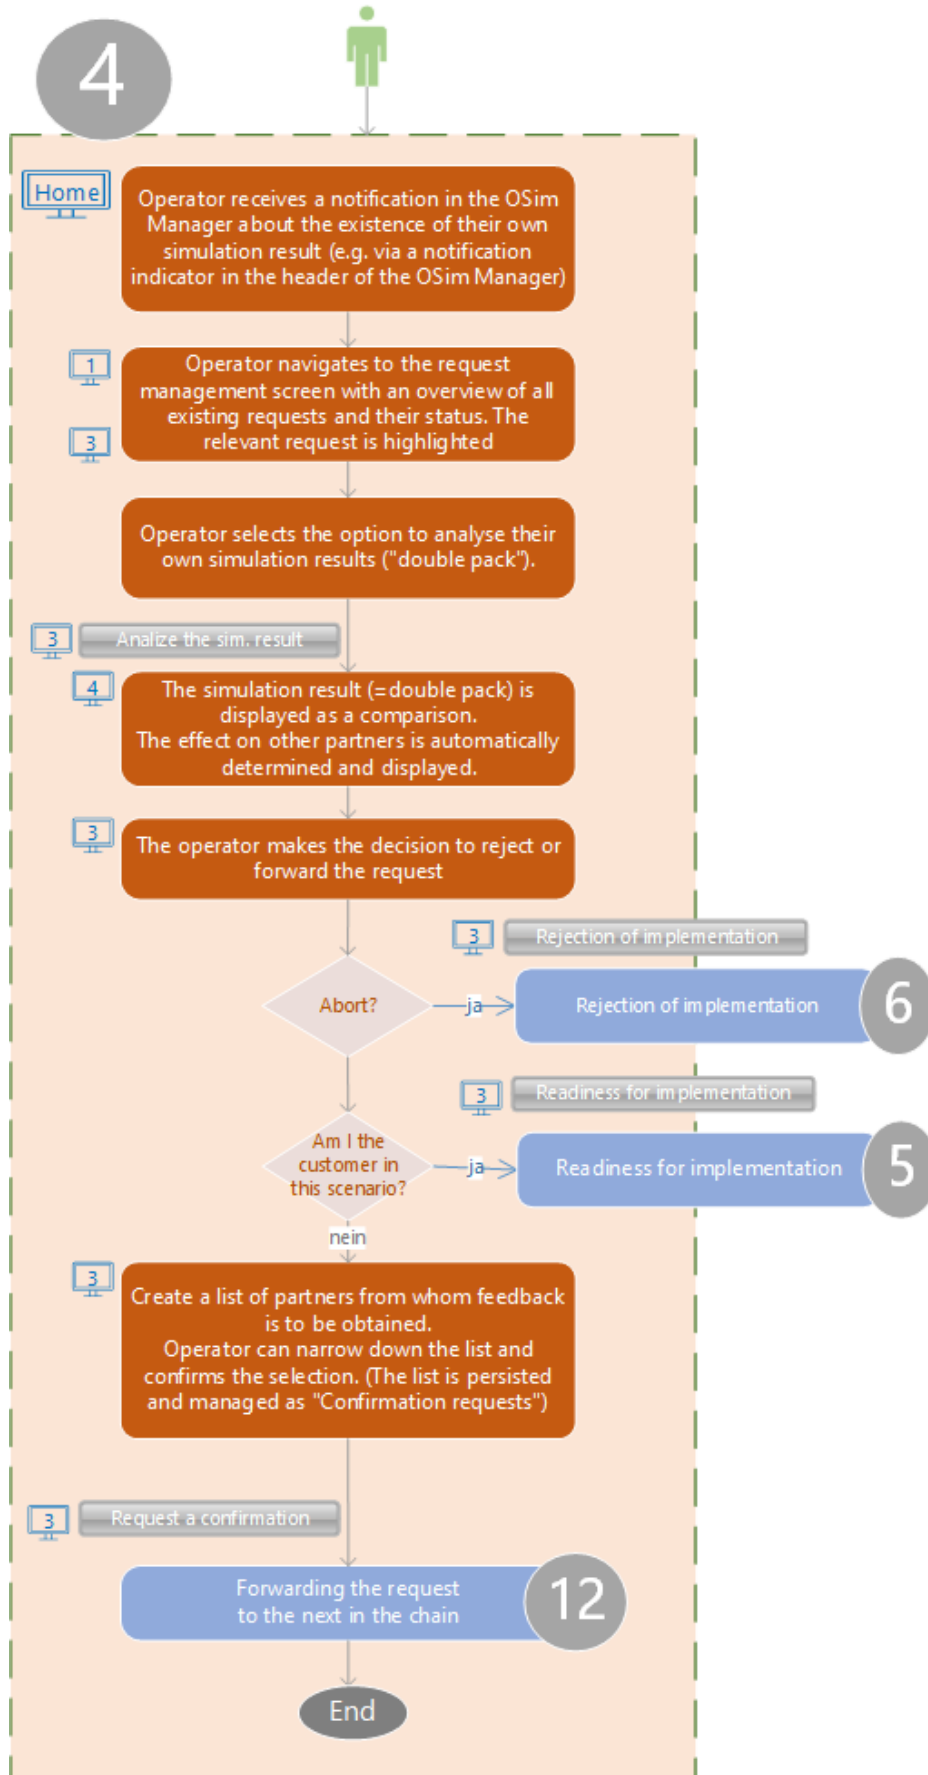 4
Home
Operator receives a notification in the OSim
Manager about the existence of their own
simulation result (e.g. via a notification
indicator in the header of the OSim Manager)
1
Operator navigates to the request
management screen with an overview of all
existing requests and their status. The
relevant request is highlighted
3
Operator selects the option to analyse their
own simulation results ("double pack").
3
Analize the sim. result
4
The simulation result (=double pack) is
displayed as a comparison.
The effect on other partners is automatically
determined and displayed.
3
The operator makes the decision to reject or
forward the request
3
Rejection of implementation
Abort?
ja
Rejection of implementation
6
3
Readiness for implementation
Am I the
customer in
this scenario?
ja
Readiness for implementation
5
nein
3
Create a list of partners from whom feedback
is to be obtained.
Operator can narrow down the list and
confirms the selection. (The list is persisted
and managed as "Confirmation requests")
3
Request a confirmation
Forwarding the request
to the next in the chain
12
End